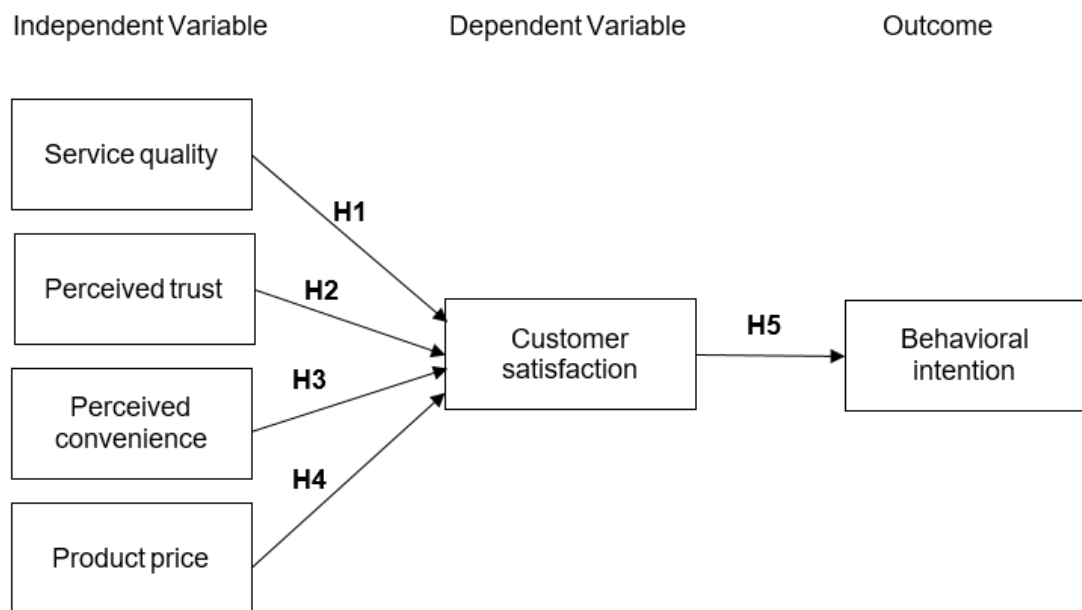 Independent Variable
Dependent Variable
Outcome
Service quality
H1
Perceived trust
H2
Customer
satisfaction
H5
Behavioral
intention
Perceived
convenience
H3
H4
Product price